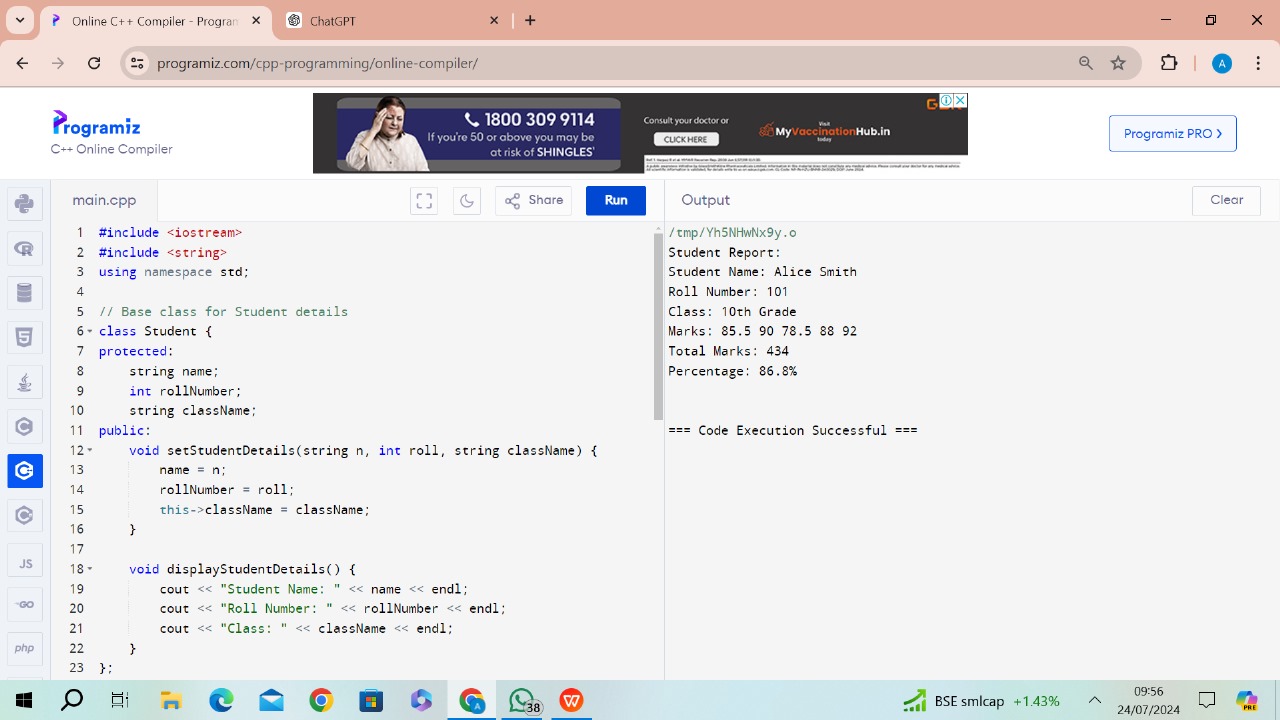 Online C++ - Programiz
ChatGPT
programiz.com/cpp-programming/online-compiler/
A
Programiz
C++ Online Compiler
1800 309 9114
If you're 50 or above you may be
at risk of SHINGLES*
Consult your doctor or
CLICK HERE
Visit
MyVaccinationHub.in
today
Programiz PRO
main.cpp
Share
Run
Output
Clear
1 #include <iostream>
2 #include <string>
3 using namespace std;
4
5 // Base class for Student details
6 class Student {
7 protected:
8 string name;
9 int rollNumber;
10 string className;
11 public:
12 void setStudentDetails(string n, int roll, string className) {
13 name = n;
14 rollNumber = roll;
15 this->className = className;
16 }
17
18 void displayStudentDetails() {
19 cout << "Student Name: " << name << endl;
20 cout << "Roll Number: " << rollNumber << endl;
21 cout << "Class: " << className << endl;
22 }
23 };
/tmp/Yh5NHwNx9y.o
Student Report:
Student Name: Alice Smith
Roll Number: 101
Class: 10th Grade
Marks: 85.5 90 78.5 88 92
Total Marks: 434
Percentage: 86.8%
=== Code Execution Successful ===
JS
GO
php
A
38
W
BSE smlcap +1.43%
09:56
24/07/2024
PRE